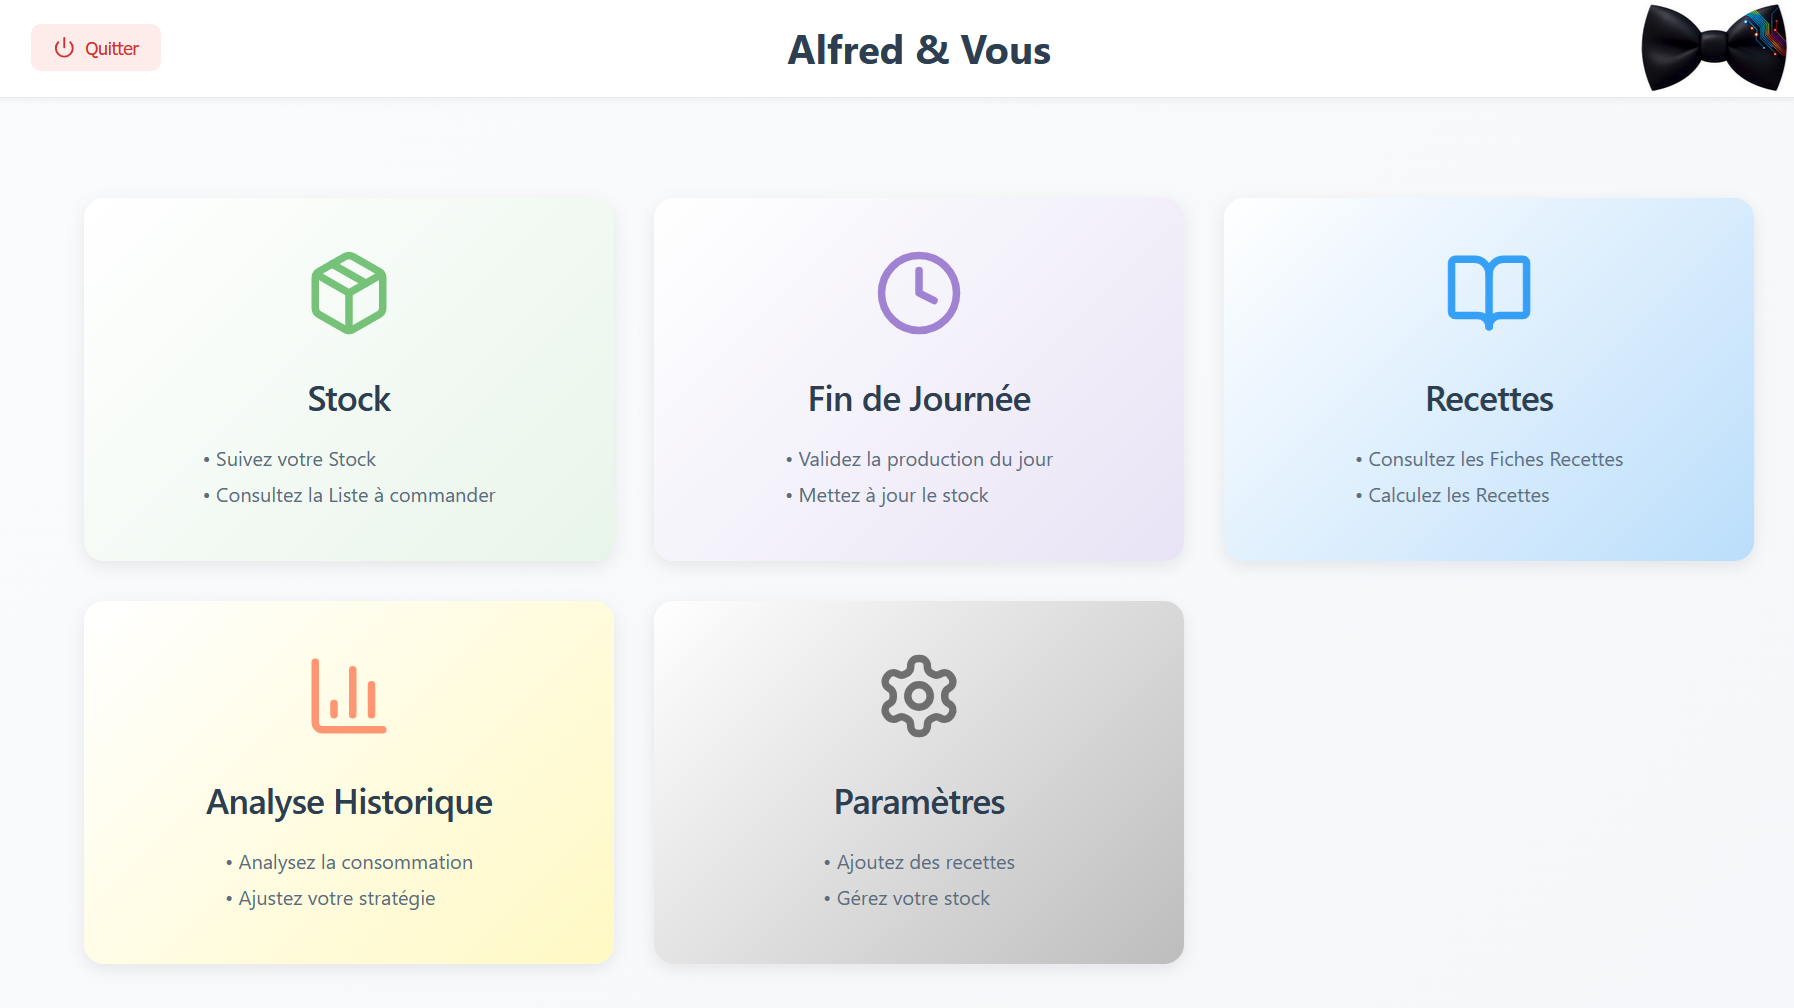 Quitter
Alfred & Vous
Stock
• Suivez votre Stock
• Consultez la Liste à commander
Fin de Journée
• Validez la production du jour
• Mettez à jour le stock
Recettes
• Consultez les Fiches Recettes
• Calculez les Recettes
Analyse Historique
• Analysez la consommation
• Ajustez votre stratégie
Paramètres
• Ajoutez des recettes
• Gérez votre stock